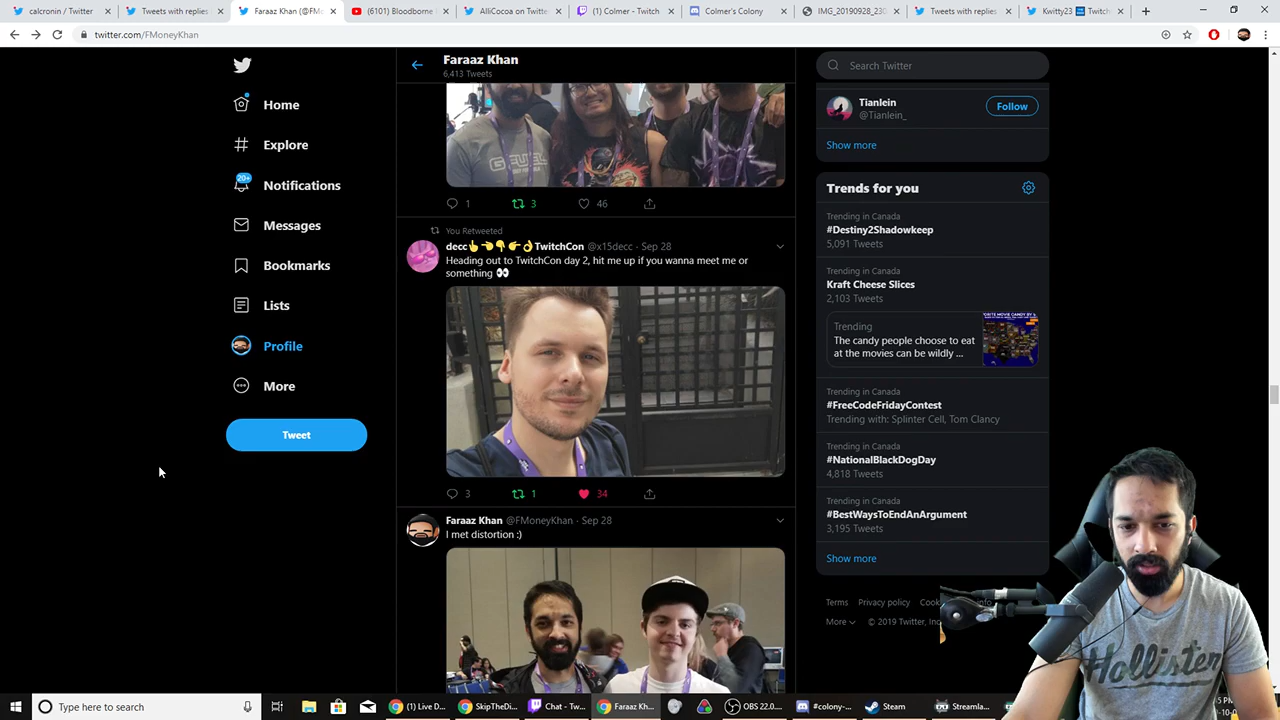 calcronin / Twitter
Tweets with replies
Faraaz Khan (@FM
(6101) Bloodborne
AlliCocoa on Twitte
(1) Colmer - Twitch
Colmer's Colony
IMG_20190928_230
Tweets with replies
Kwitty23
Twitch
twitter.com/FMoneyKhan
Home
Explore
20+
Notifications
Messages
Bookmarks
Lists
Profile
More
Tweet
Faraaz Khan
6,413 Tweets
GFUEL
1
3
46
You Retweeted
decc👆👈👇👉👌TwitchCon @x15decc · Sep 28
Heading out to TwitchCon day 2, hit me up if you wanna meet me or
something 👀
3
1
34
Faraaz Khan @FMoneyKhan · Sep 28
I met distortion :)
Search Twitter
Tianlein
@Tianlein_
Follow
Show more
Trends for you
Trending in Canada
#Destiny2Shadowkeep
5,091 Tweets
Trending in Canada
Kraft Cheese Slices
2,103 Tweets
Trending
The candy people choose to eat
at the movies can be wildly ...
Trending in Canada
#FreeCodeFridayContest
Trending with: Splinter Cell, Tom Clancy
Trending in Canada
#NationalBlackDogDay
4,818 Tweets
Trending in Canada
#BestWaysToEndAnArgument
3,195 Tweets
Show more
Terms
Privacy policy
Cook
info
More
© 2019 Twitter, Inc
Hollister
Type here to search
(1) Live D...
SkipTheDi...
Chat - Tw...
Faraaz Kh...
OBS 22.0....
#colony-...
Steam
Streamla...